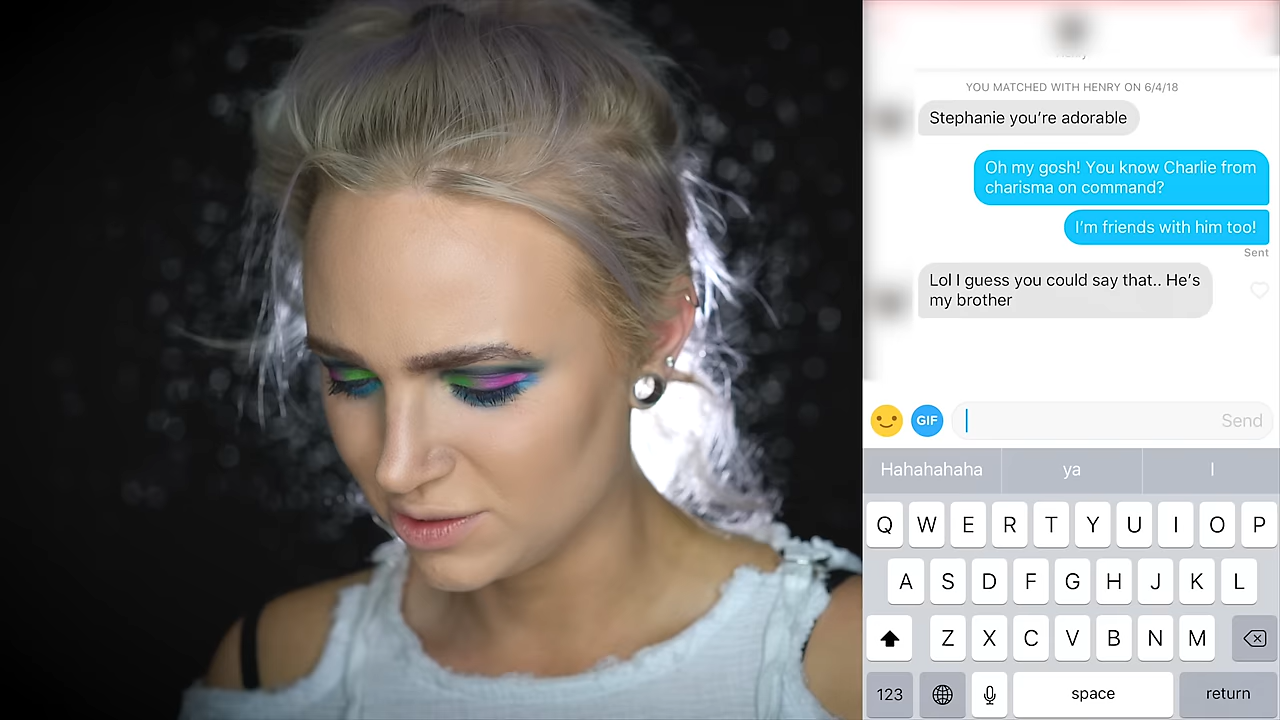 YOU MATCHED WITH HENRY ON 6/4/18
Stephanie you're adorable
Oh my gosh! You know Charlie from
charisma on command?
I'm friends with him too!
Sent
Lol I guess you could say that.. He's
my brother
GIF
Send
Hahahahaha ya I
Q W E R T Y U I O P
A S D F G H J K L
Z X C V B N M
123 space return